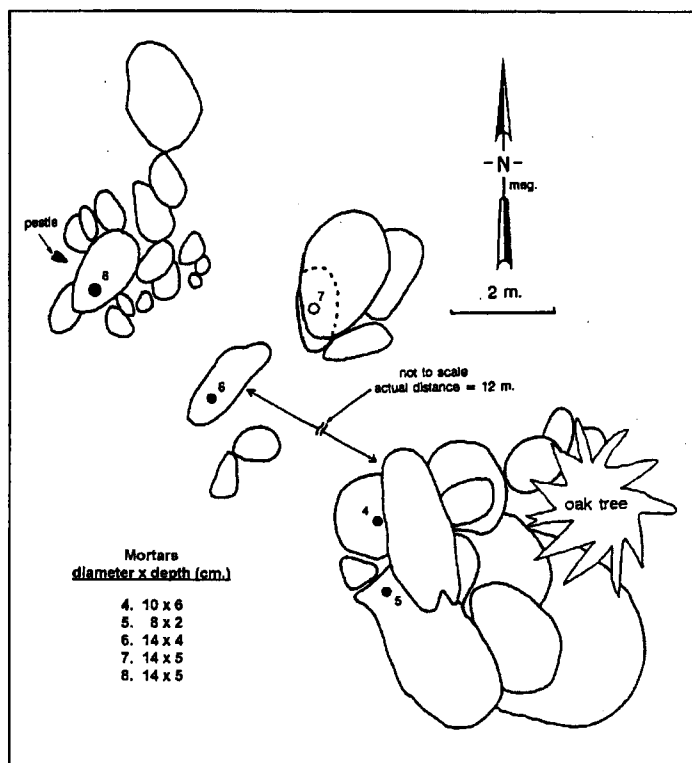 -N-
mag.
pestle
8
2 m.
7
not to scale
actual distance = 12 m.
6
oak tree
4
5
Mortars
diameter x depth (cm.)
4. 10 x 6
5. 8 x 2
6. 14 x 4
7. 14 x 5
8. 14 x 5